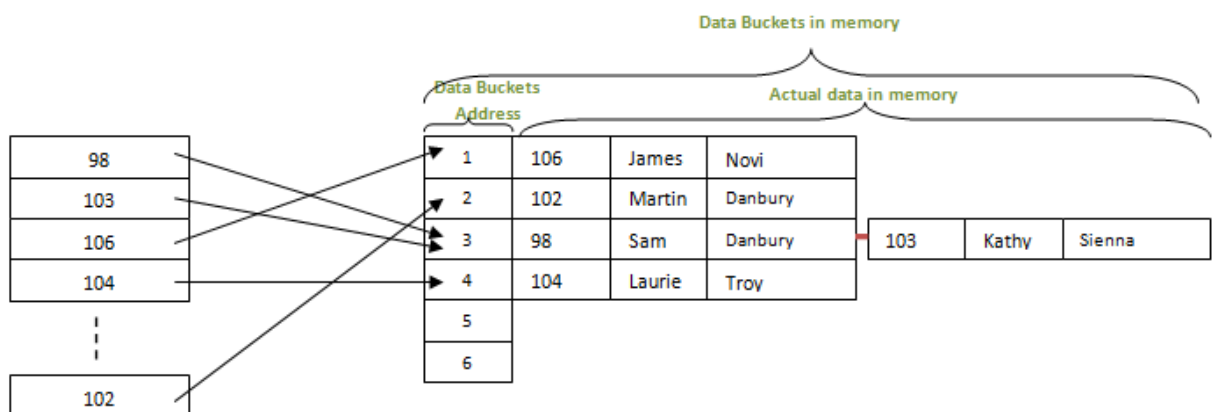 Data Buckets in memory
Data Buckets
Address
Actual data in memory
98
103
106
104
102
1 106 James Novi
2 102 Martin Danbury
3 98 Sam Danbury 103 Kathy Sienna
4 104 Laurie Troy
5
6